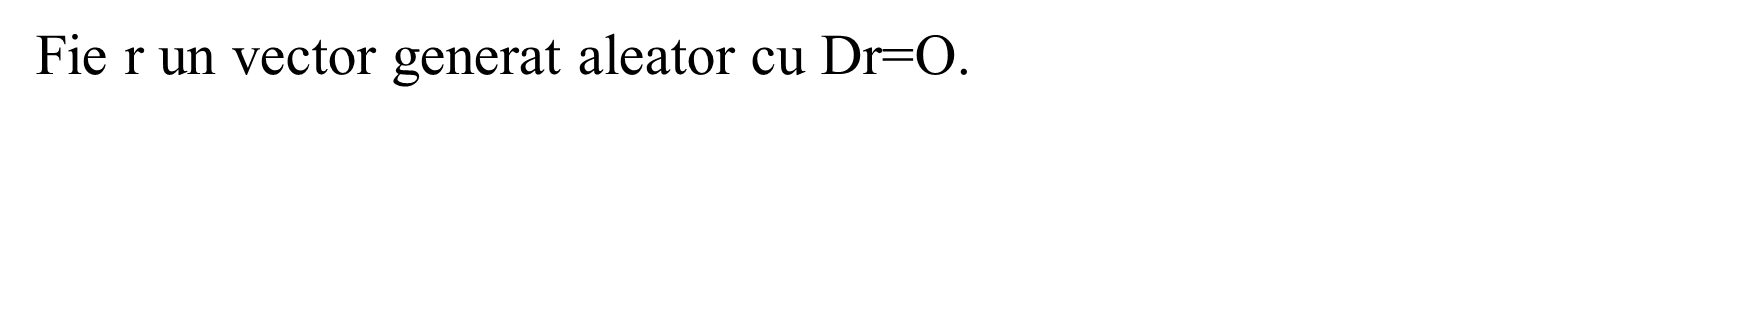 Fie r un vector generat aleator cu Dr=O.